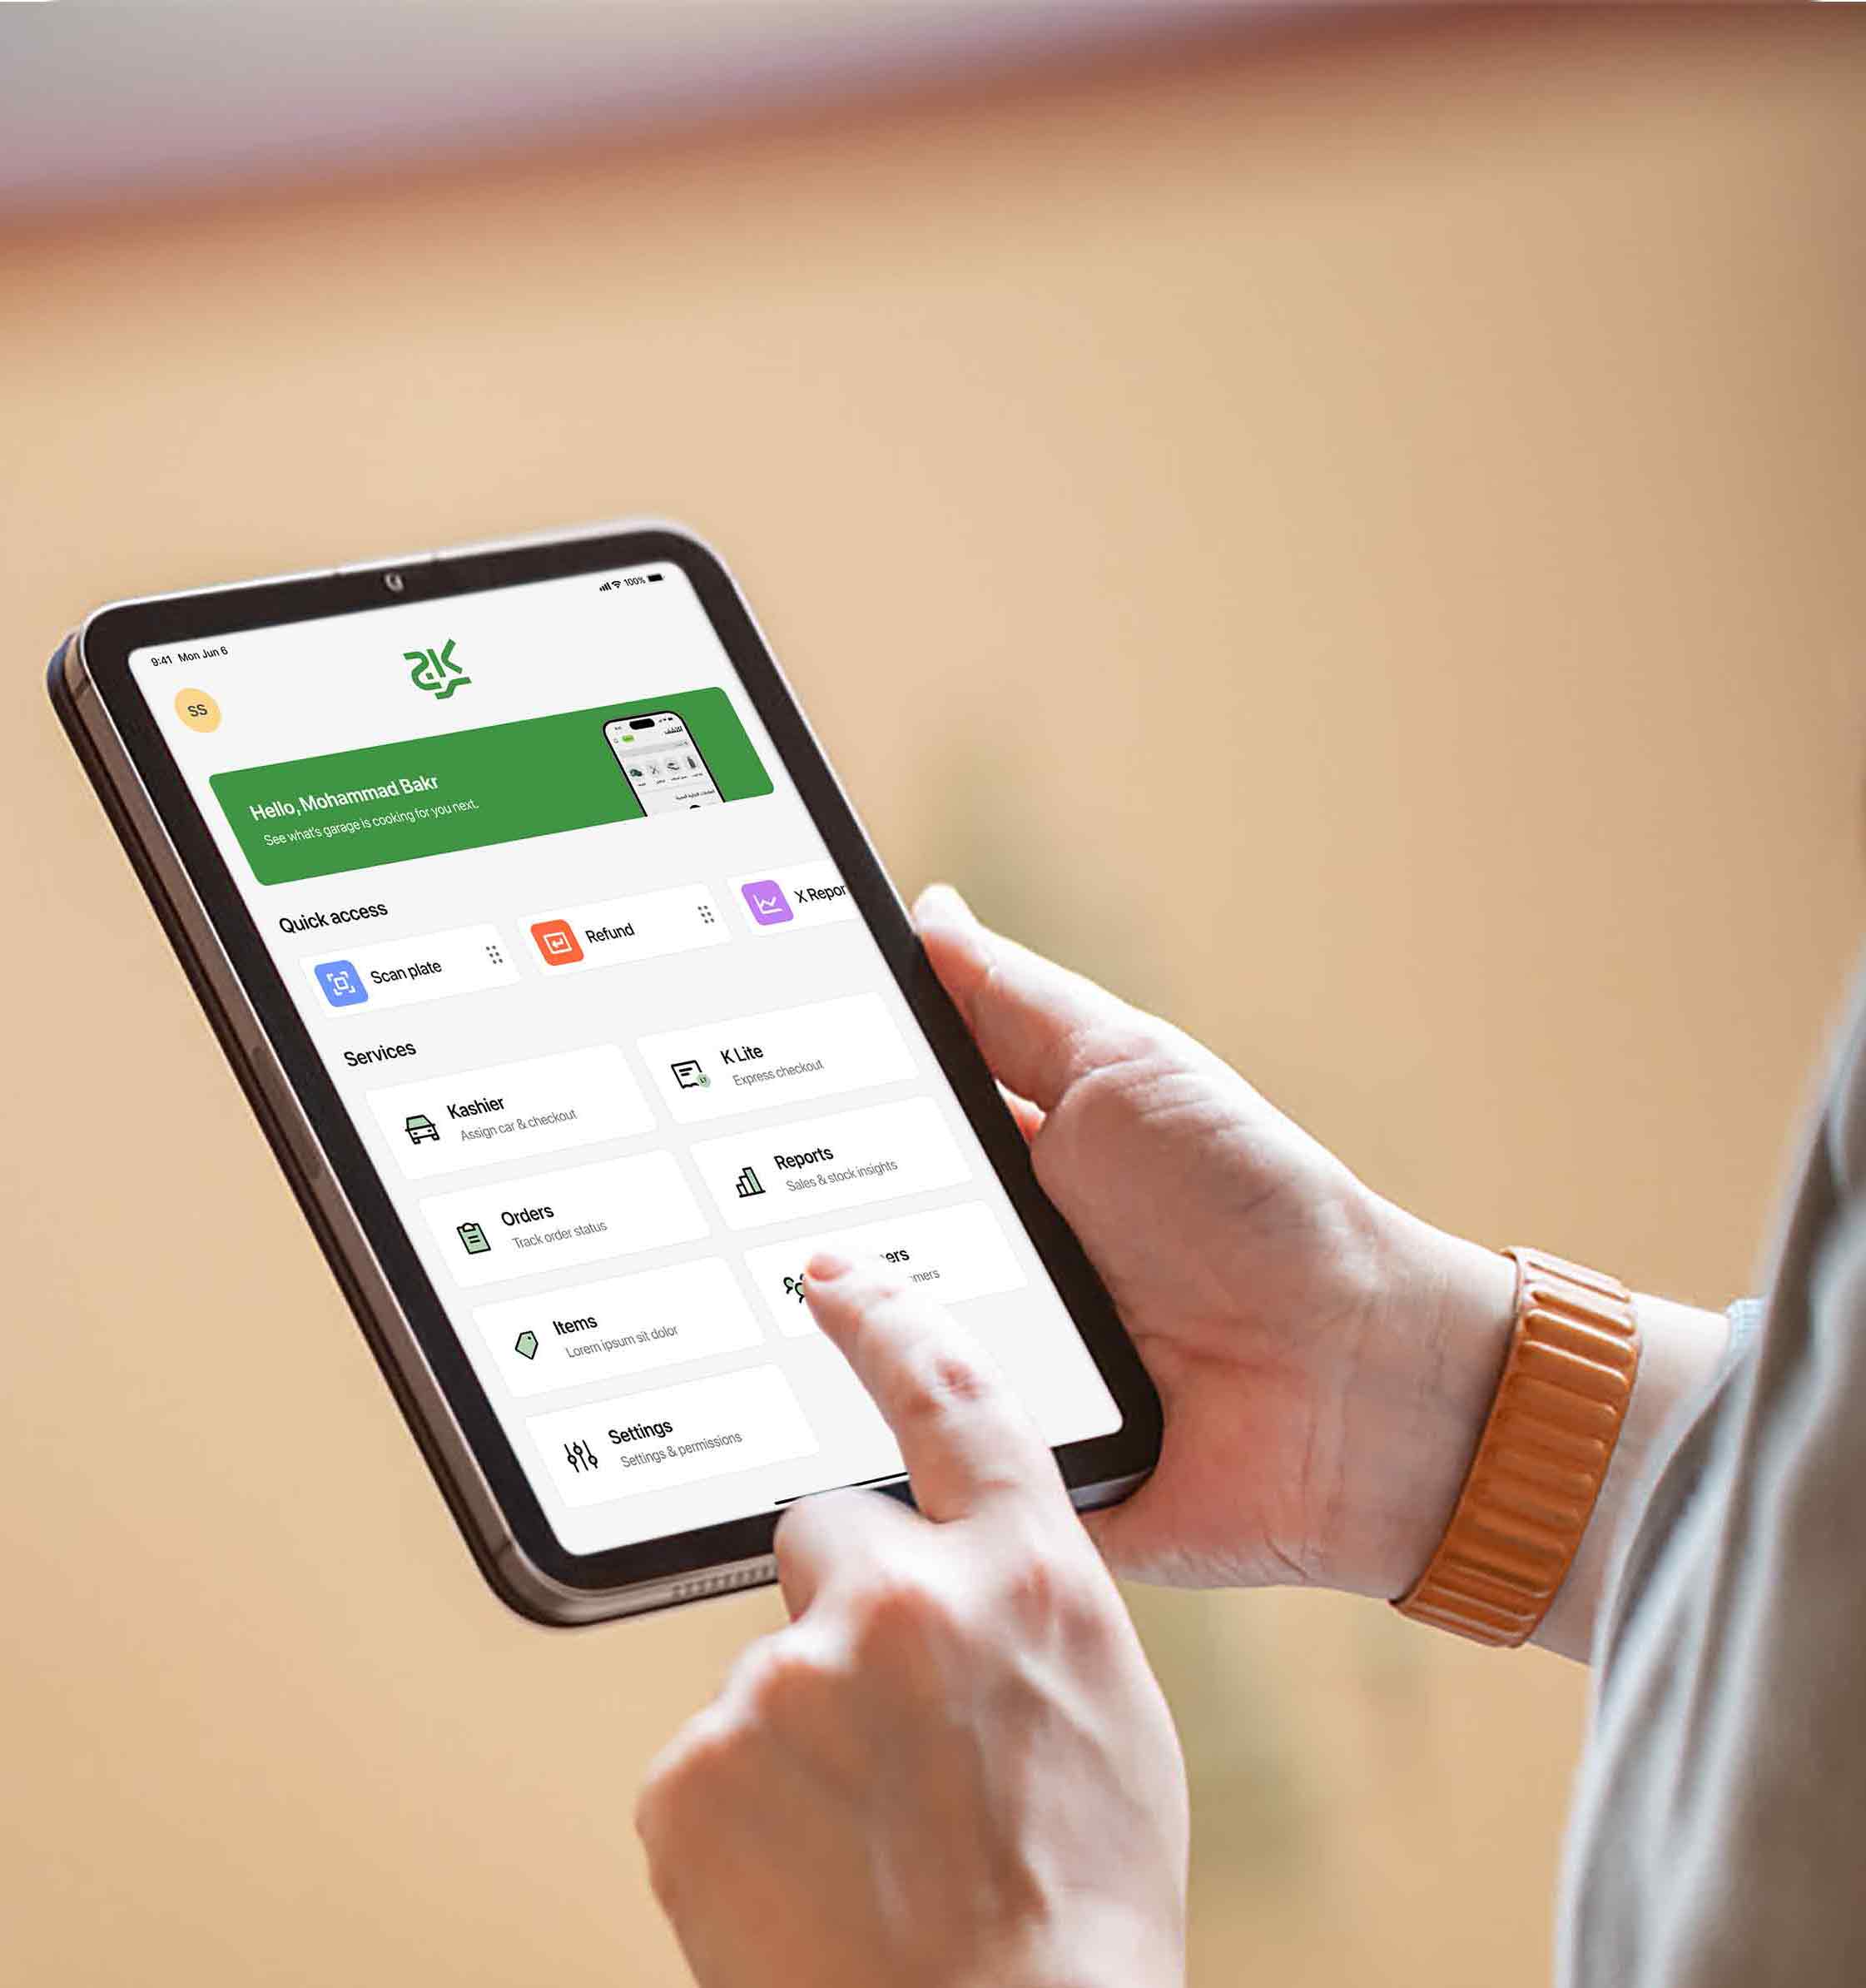 9:41 Mon Jun 6
100%
SS
Hello, Mohammad Bakr
See what's garage is cooking for you next.
Quick access
Scan plate
Refund
X Repor
Services
Kashier
Assign car & checkout
K Lite
Express checkout
Orders
Track order status
Reports
Sales & stock insights
Items
Lorem ipsum sit dolor
ers
mers
Settings
Settings & permissions